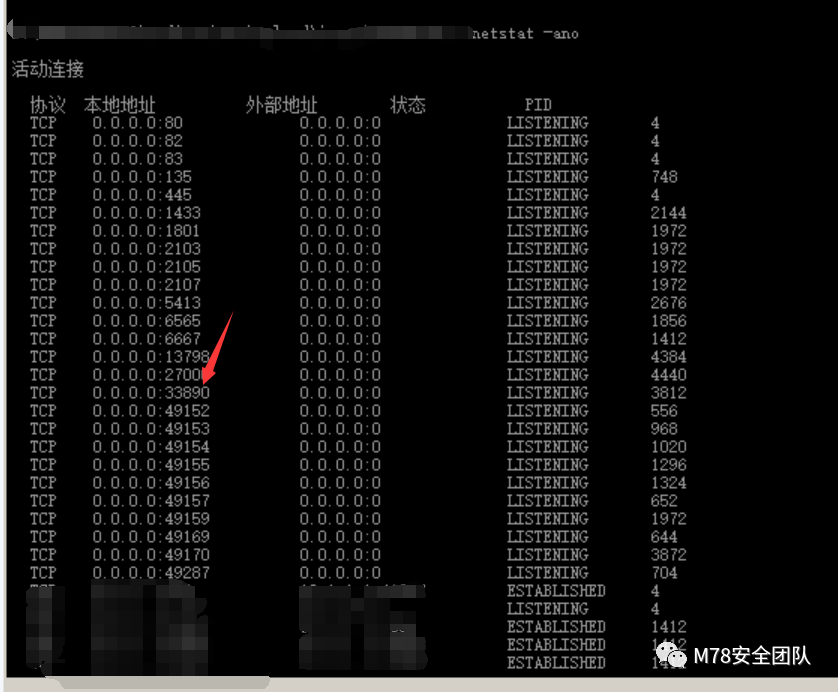 netstat -ano
活动连接
协议 本地地址 外部地址 状态 PID
TCP 0.0.0.0:80 0.0.0.0:0 LISTENING 4
TCP 0.0.0.0:82 0.0.0.0:0 LISTENING 4
TCP 0.0.0.0:83 0.0.0.0:0 LISTENING 4
TCP 0.0.0.0:135 0.0.0.0:0 LISTENING 748
TCP 0.0.0.0:445 0.0.0.0:0 LISTENING 4
TCP 0.0.0.0:1433 0.0.0.0:0 LISTENING 2144
TCP 0.0.0.0:1801 0.0.0.0:0 LISTENING 1972
TCP 0.0.0.0:2103 0.0.0.0:0 LISTENING 1972
TCP 0.0.0.0:2105 0.0.0.0:0 LISTENING 1972
TCP 0.0.0.0:2107 0.0.0.0:0 LISTENING 1972
TCP 0.0.0.0:5413 0.0.0.0:0 LISTENING 2676
TCP 0.0.0.0:6565 0.0.0.0:0 LISTENING 1856
TCP 0.0.0.0:6667 0.0.0.0:0 LISTENING 1412
TCP 0.0.0.0:13798 0.0.0.0:0 LISTENING 4384
TCP 0.0.0.0:2700 0.0.0.0:0 LISTENING 4440
TCP 0.0.0.0:33890 0.0.0.0:0 LISTENING 3812
TCP 0.0.0.0:49152 0.0.0.0:0 LISTENING 556
TCP 0.0.0.0:49153 0.0.0.0:0 LISTENING 968
TCP 0.0.0.0:49154 0.0.0.0:0 LISTENING 1020
TCP 0.0.0.0:49155 0.0.0.0:0 LISTENING 1296
TCP 0.0.0.0:49156 0.0.0.0:0 LISTENING 1324
TCP 0.0.0.0:49157 0.0.0.0:0 LISTENING 652
TCP 0.0.0.0:49159 0.0.0.0:0 LISTENING 1972
TCP 0.0.0.0:49169 0.0.0.0:0 LISTENING 644
TCP 0.0.0.0:49170 0.0.0.0:0 LISTENING 3872
TCP 0.0.0.0:49287 0.0.0.0:0 LISTENING 704
ESTABLISHED 4
LISTENING 4
ESTABLISHED 1412
ESTABLISHED
ESTABLISHED
M78安全团队